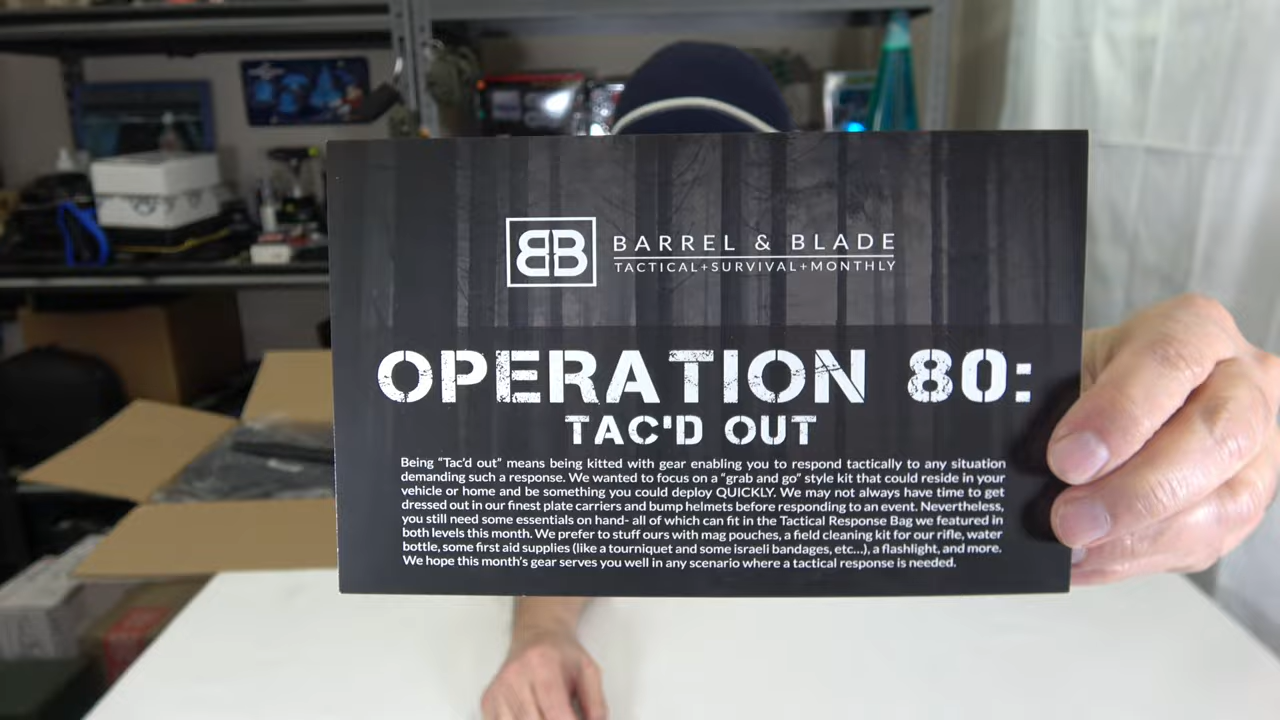 BB BARREL & BLADE
TACTICAL+SURVIVAL+MONTHLY
OPERATION 80:
TAC'D OUT
Being "Tac'd out" means being kitted with gear enabling you to respond tactically to any situation
demanding such a response. We wanted to focus on a "grab and go" style kit that could reside in your
vehicle or home and be something you could deploy QUICKLY. We may not always have time to get
dressed out in our finest plate carriers and bump helmets before responding to an event. Nevertheless,
you still need some essentials on hand- all of which can fit in the Tactical Response Bag we featured in
both levels this month. We prefer to stuff ours with mag pouches, a field cleaning kit for our rifle, water
bottle, some first aid supplies (like a tourniquet and some israeli bandages, etc...), a flashlight, and more.
We hope this month's gear serves you well in any scenario where a tactical response is needed.